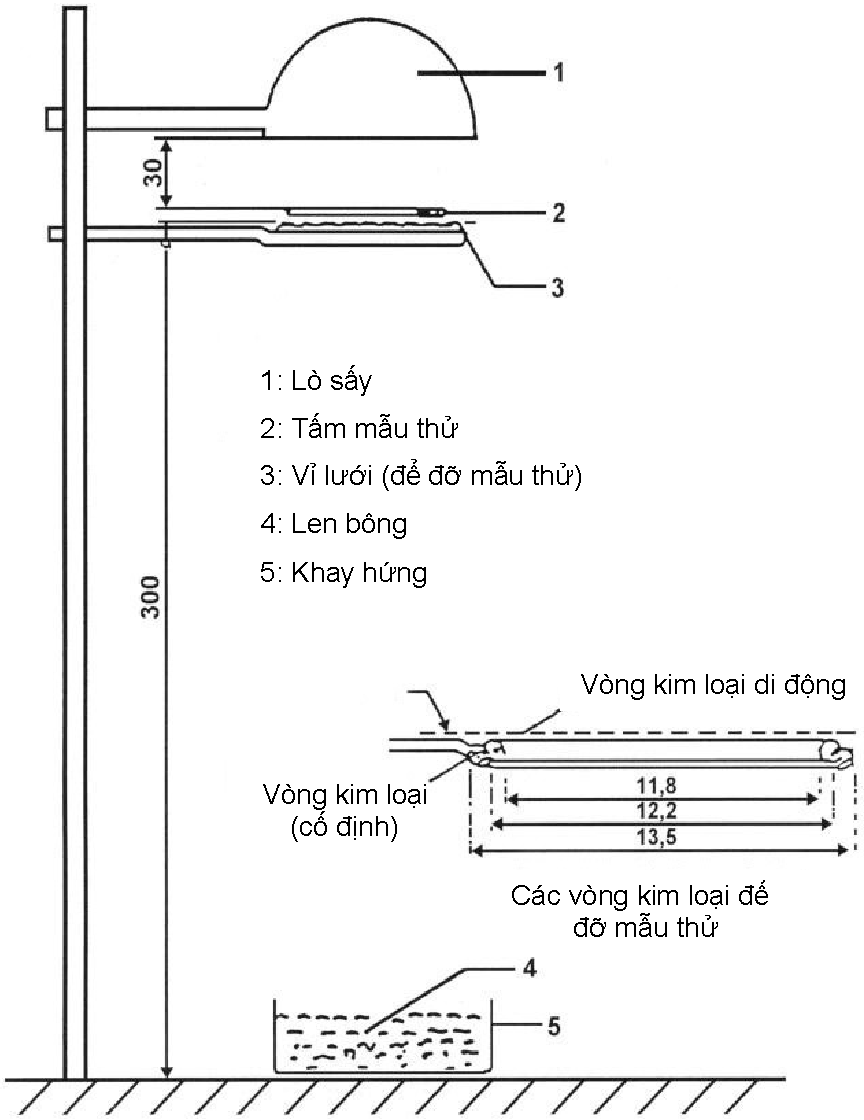 1
30
2
3
1: Lò sấy
2: Tấm mẫu thử
3: Vỉ lưới (để đỡ mẫu thử)
4: Len bông
5: Khay hứng
300
Vòng kim loại di động
Vòng kim loại
(cố định)
11,8
12,2
13,5
Các vòng kim loại để
đỡ mẫu thử
4
5